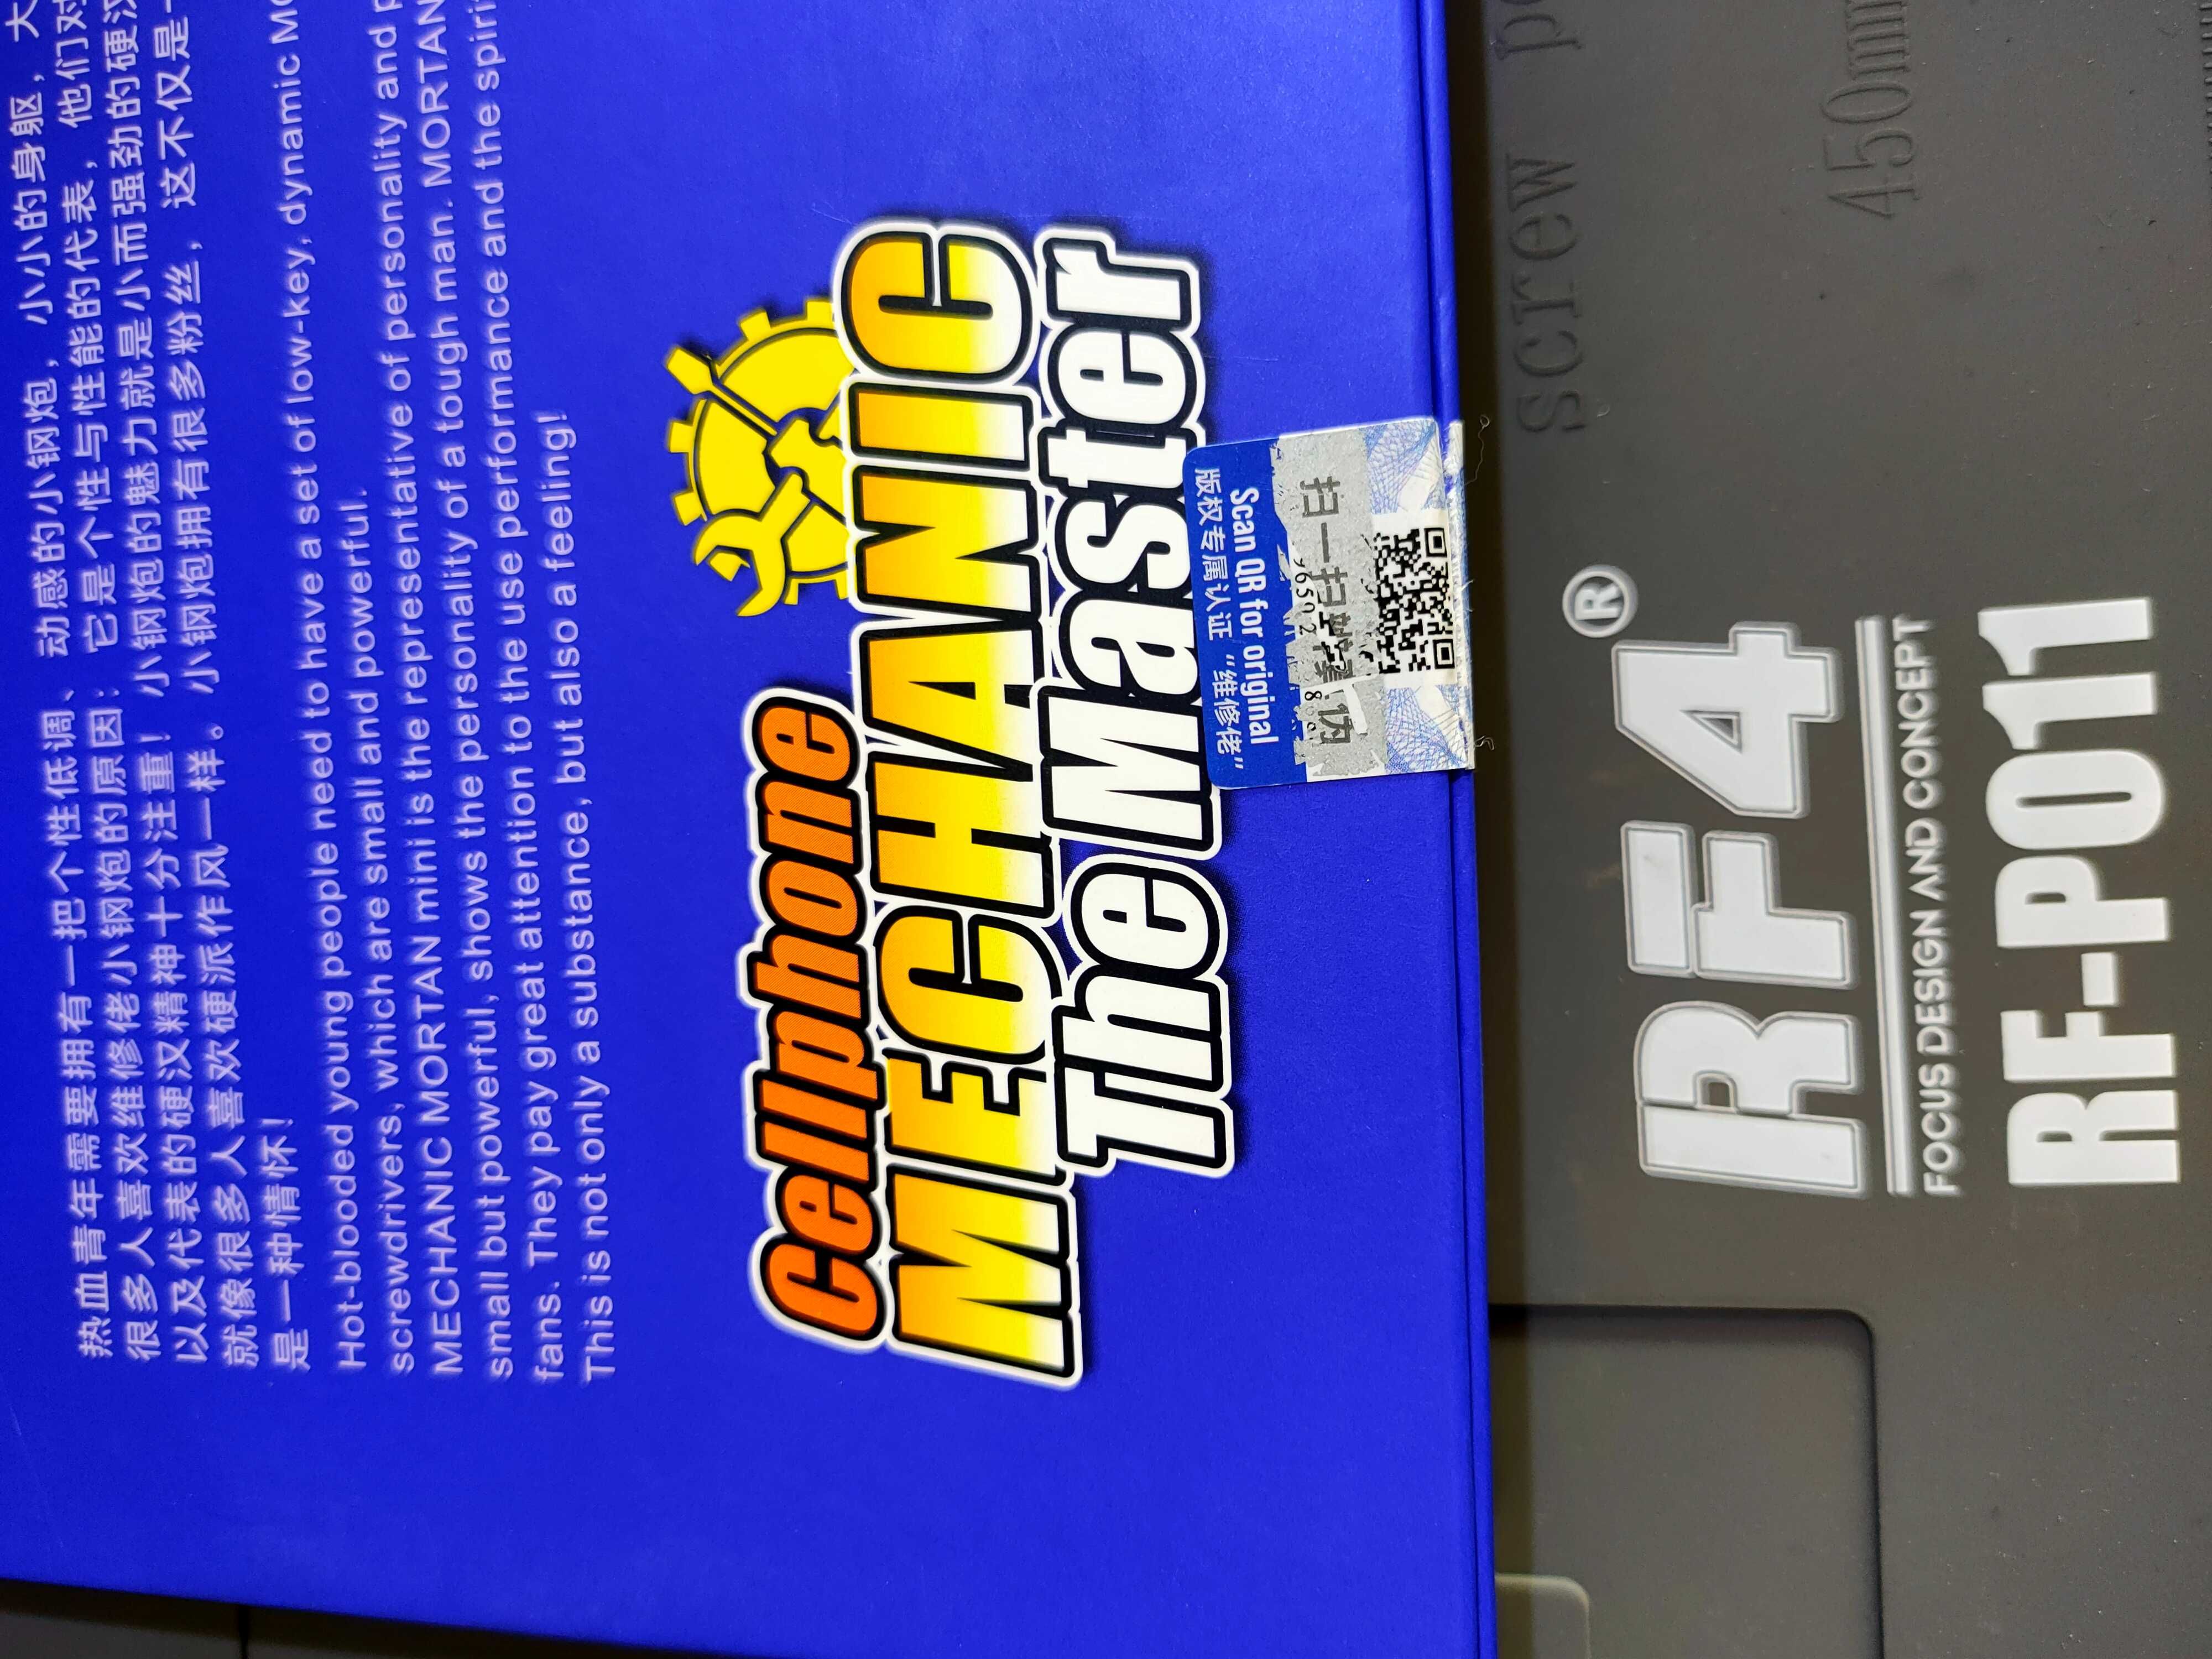 热血青年需要拥有一把个性低调、动感的小钢炮，小小的身躯，大
很多人喜欢维修佬小钢炮的原因：它是个性与性能的代表，他们对
以及代表的硬汉精神十分注重！小钢炮的魅力就是小而强劲的硬汉
就像很多人喜欢硬派作风一样。小钢炮拥有很多粉丝，这不仅是
是一种情怀！
Hot-blooded young people need to have a set of low-key, dynamic MO
screwdrivers, which are small and powerful.
MECHANIC MORTAN mini is the representative of personality and p
small but powerful, shows the personality of a tough man. MORTAN
fans. They pay great attention to the use performance and the spiri
This is not only a substance, but also a feeling!
Cellphone
MECHANIC
The Master
版权专属认证“维修佬”
Scan QR for original
扫一扫
screw
450mm
RF4®
FOCUS DESIGN AND CONCEPT
RF-P011